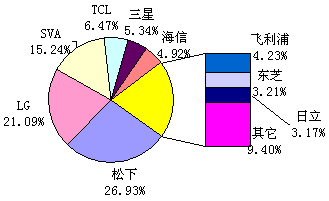 TCL
6.47%
三星
5.34%
海信
4.92%
SVA
15.24%
LG
21.09%
松下
26.93%
飞利浦
4.23%
东芝
3.21%
日立
3.17%
其它
9.40%